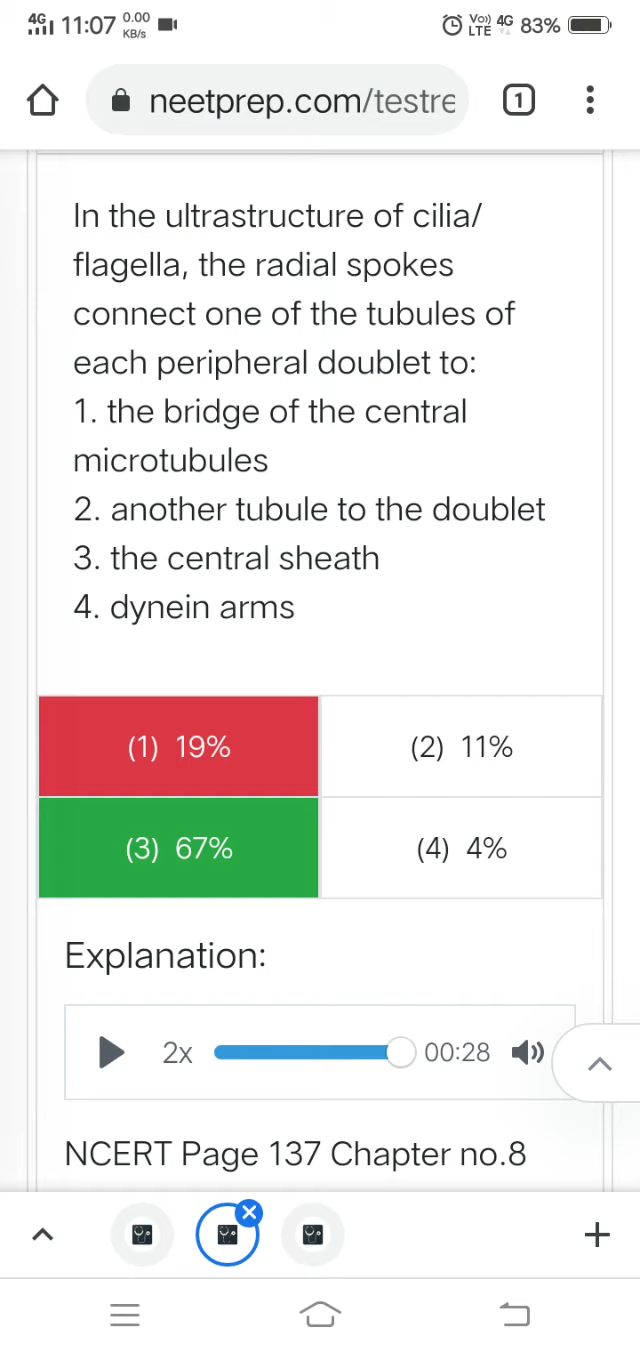 4G 11:07 0.00 KB/s Vo)) LTE 4G 83%
neetprep.com/testre 1
In the ultrastructure of cilia/
flagella, the radial spokes
connect one of the tubules of
each peripheral doublet to:
1. the bridge of the central
microtubules
2. another tubule to the doublet
3. the central sheath
4. dynein arms
(1) 19% (2) 11%
(3) 67% (4) 4%
Explanation:
2x 00:28
NCERT Page 137 Chapter no.8